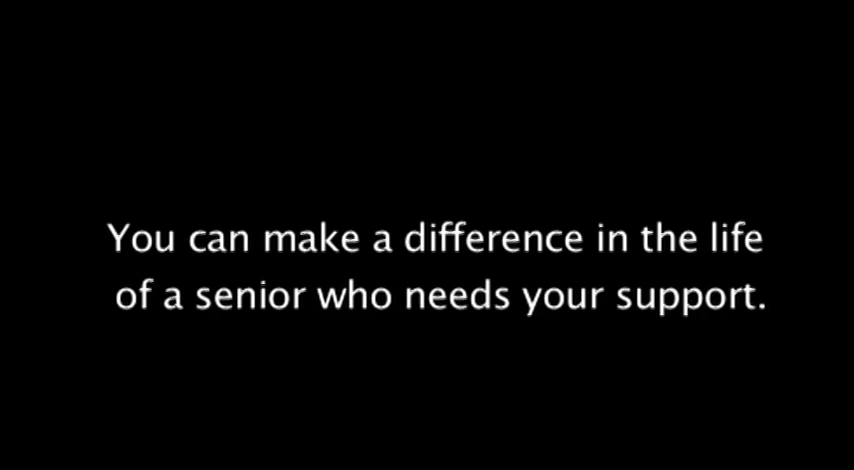 You can make a difference in the life
of a senior who needs your support.